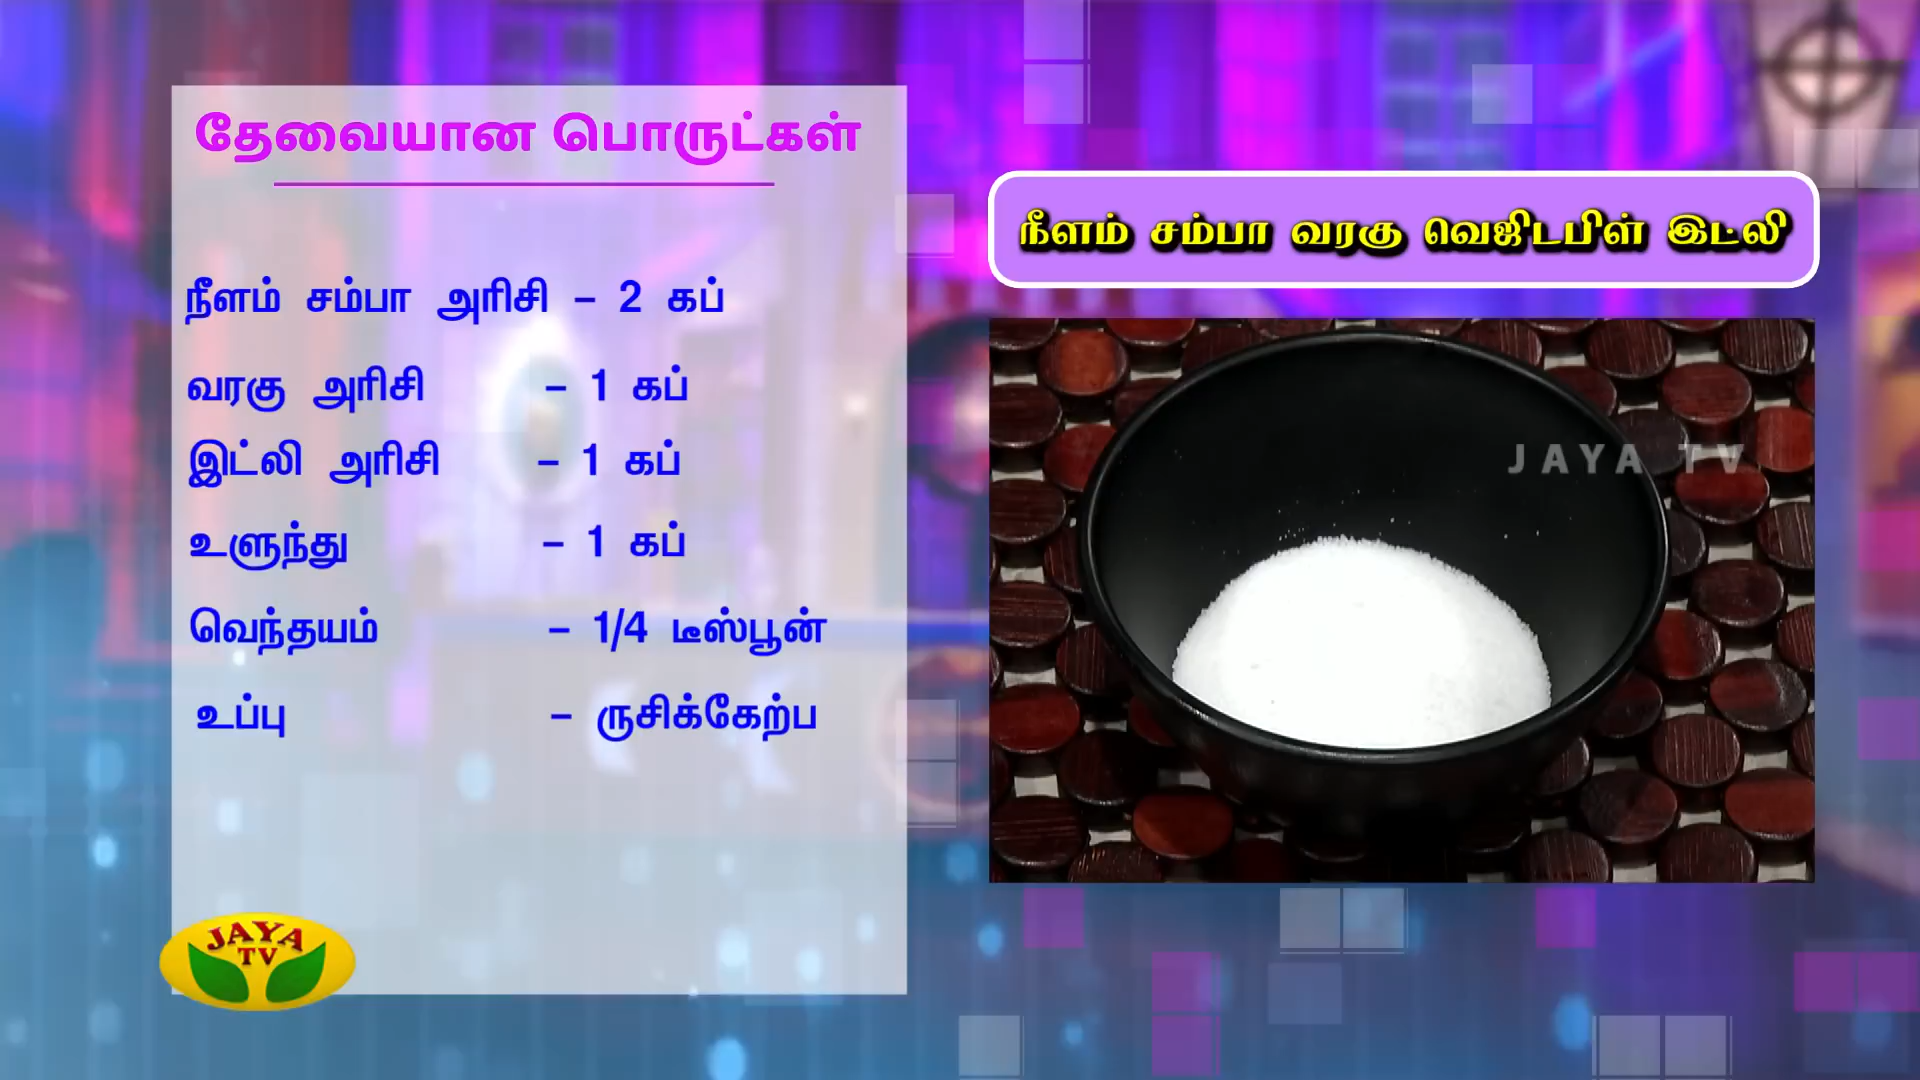 தேவையான பொருட்கள்
நீளம் சம்பா அரிசி – 2 கப்
வரகு அரிசி – 1 கப்
இட்லி அரிசி – 1 கப்
உளுந்து – 1 கப்
வெந்தயம் – 1/4 டீஸ்பூன்
உப்பு – ருசிக்கேற்ப
நீளம் சம்பா வரகு வெஜிடபிள் இட்லி
JAYA TV
JAYA
TV